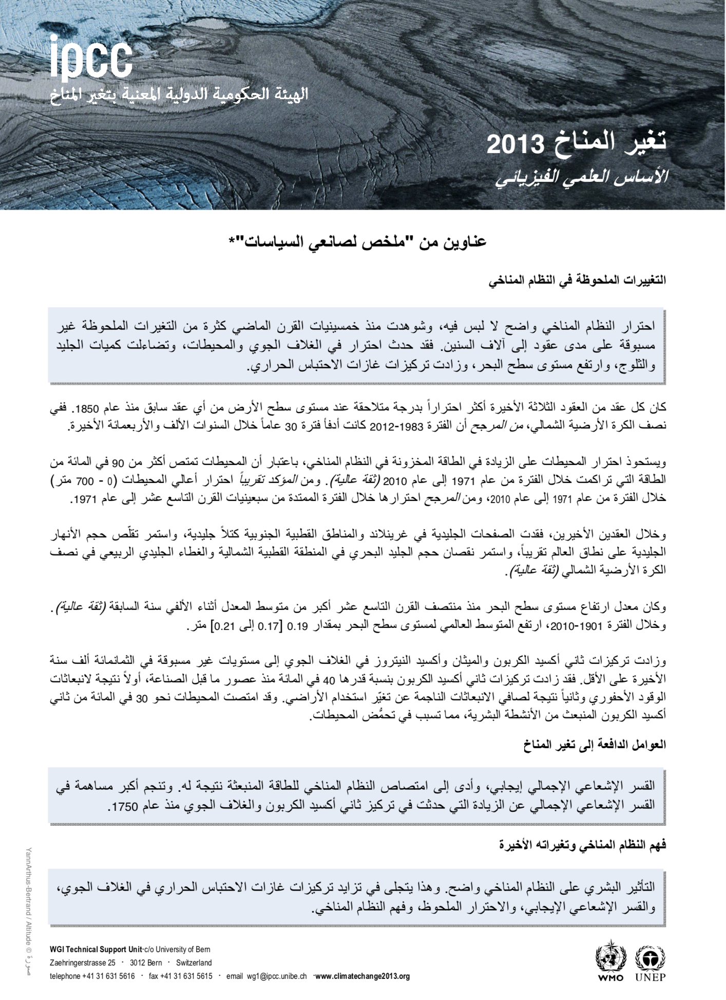 ipcc
الهيئة الحكومية الدولية المعنية بتغير المناخ
تغير المناخ 2013
الأساس العلمي الفيزيائي
عناوين من "ملخص لصانعي السياسات"*
التغييرات الملحوظة في النظام المناخي
احترار النظام المناخي واضح لا لبس فيه، وشوهدت منذ خمسينيات القرن الماضي كثرة من التغيرات الملحوظة غير
مسبوقة على مدى عقود إلى آلاف السنين. فقد حدث احترار في الغلاف الجوي والمحيطات، وتضاءلت كميات الجليد
والثلوج، وارتفع مستوى سطح البحر، وزادت تركيزات غازات الاحتباس الحراري.
كان كل عقد من العقود الثلاثة الأخيرة أكثر احتراراً بدرجة متلاحقة عند مستوى سطح الأرض من أي عقد سابق منذ عام 1850. ففي
نصف الكرة الأرضية الشمالي، من المرجح أن الفترة 1983-2012 كانت أدفأ فترة 30 عاماً خلال السنوات الألف والأربعمائة الأخيرة.
ويستحوذ احترار المحيطات على الزيادة في الطاقة المخزونة في النظام المناخي، باعتبار أن المحيطات تمتص أكثر من 90 في المائة من
الطاقة التي تراكمت خلال الفترة من عام 1971 إلى عام 2010 (ثقة عالية). ومن المؤكد تقريباً احترار أعالي المحيطات (0 - 700 متر)
خلال الفترة من عام 1971 إلى عام 2010، ومن المرجح احترارها خلال الفترة الممتدة من سبعينيات القرن التاسع عشر إلى عام 1971.
وخلال العقدين الأخيرين، فقدت الصفحات الجليدية في غرينلاند والمناطق القطبية الجنوبية كتلاً جليدية، واستمر تقلّص حجم الأنهار
الجليدية على نطاق العالم تقريباً، واستمر نقصان حجم الجليد البحري في المنطقة القطبية الشمالية والغطاء الجليدي الربيعي في نصف
الكرة الأرضية الشمالي (ثقة عالية).
وكان معدل ارتفاع مستوى سطح البحر منذ منتصف القرن التاسع عشر أكبر من متوسط المعدل أثناء الألفي سنة السابقة (ثقة عالية).
وخلال الفترة 1901-2010، ارتفع المتوسط العالمي لمستوى سطح البحر بمقدار 0.19 [0.17 إلى 0.21] متر.
وزادت تركيزات ثاني أكسيد الكربون والميثان وأكسيد النيتروز في الغلاف الجوي إلى مستويات غير مسبوقة في الثمانمائة ألف سنة
الأخيرة على الأقل. فقد زادت تركيزات ثاني أكسيد الكربون بنسبة قدرها 40 في المائة منذ عصور ما قبل الصناعة، أولاً نتيجة لانبعاثات
الوقود الأحفوري وثانياً نتيجة لصافي الانبعاثات الناجمة عن تغيّر استخدام الأراضي. وقد امتصت المحيطات نحو 30 في المائة من ثاني
أكسيد الكربون المنبعث من الأنشطة البشرية، مما تسبب في تحمُّض المحيطات.
العوامل الدافعة إلى تغير المناخ
القسر الإشعاعي الإجمالي إيجابي، وأدى إلى امتصاص النظام المناخي للطاقة المنبعثة نتيجة له. وتنجم أكبر مساهمة في
القسر الإشعاعي الإجمالي عن الزيادة التي حدثت في تركيز ثاني أكسيد الكربون والغلاف الجوي منذ عام 1750.
فهم النظام المناخي وتغيراته الأخيرة
التأثير البشري على النظام المناخي واضح. وهذا يتجلى في تزايد تركيزات غازات الاحتباس الحراري في الغلاف الجوي،
والقسر الإشعاعي الإيجابي، والاحترار الملحوظ، وفهم النظام المناخي.
صورة © YannArthus-Bertrand / Altitude
WGI Technical Support Unit·c/o University of Bern
Zaehringerstrasse 25 · 3012 Bern · Switzerland
telephone +41 31 631 5616 · fax +41 31 631 5615 · email wg1@ipcc.unibe.ch ·www.climatechange2013.org
WMO UNEP